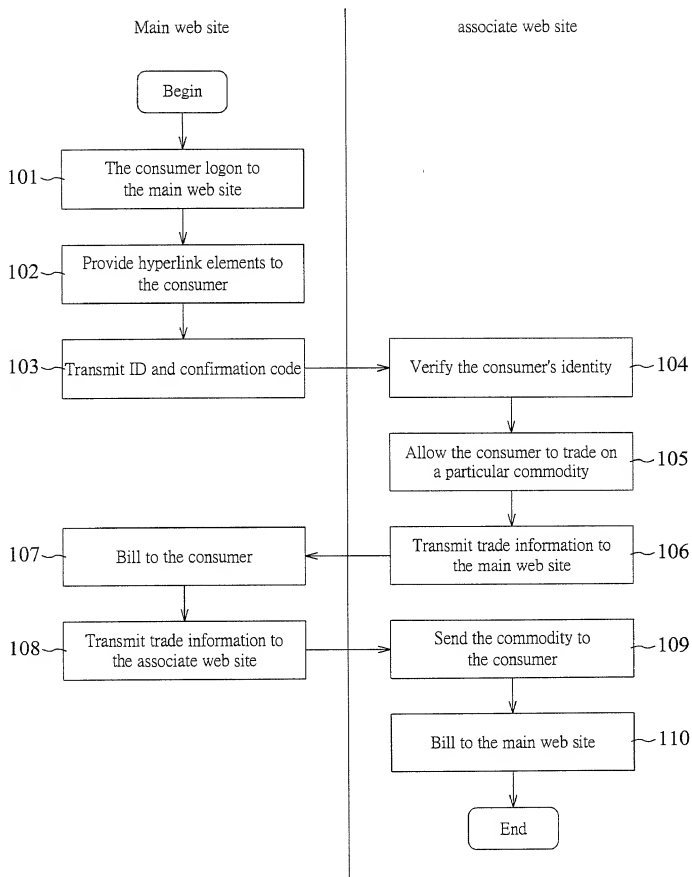 Main web site
associate web site
Begin
101
The consumer logon to
the main web site
102
Provide hyperlink elements to
the consumer
103
Transmit ID and confirmation code
Verify the consumer's identity
104
Allow the consumer to trade on
a particular commodity
105
Transmit trade information to
the main web site
106
107
Bill to the consumer
108
Transmit trade information to
the associate web site
Send the commodity to
the consumer
109
Bill to the main web site
110
End